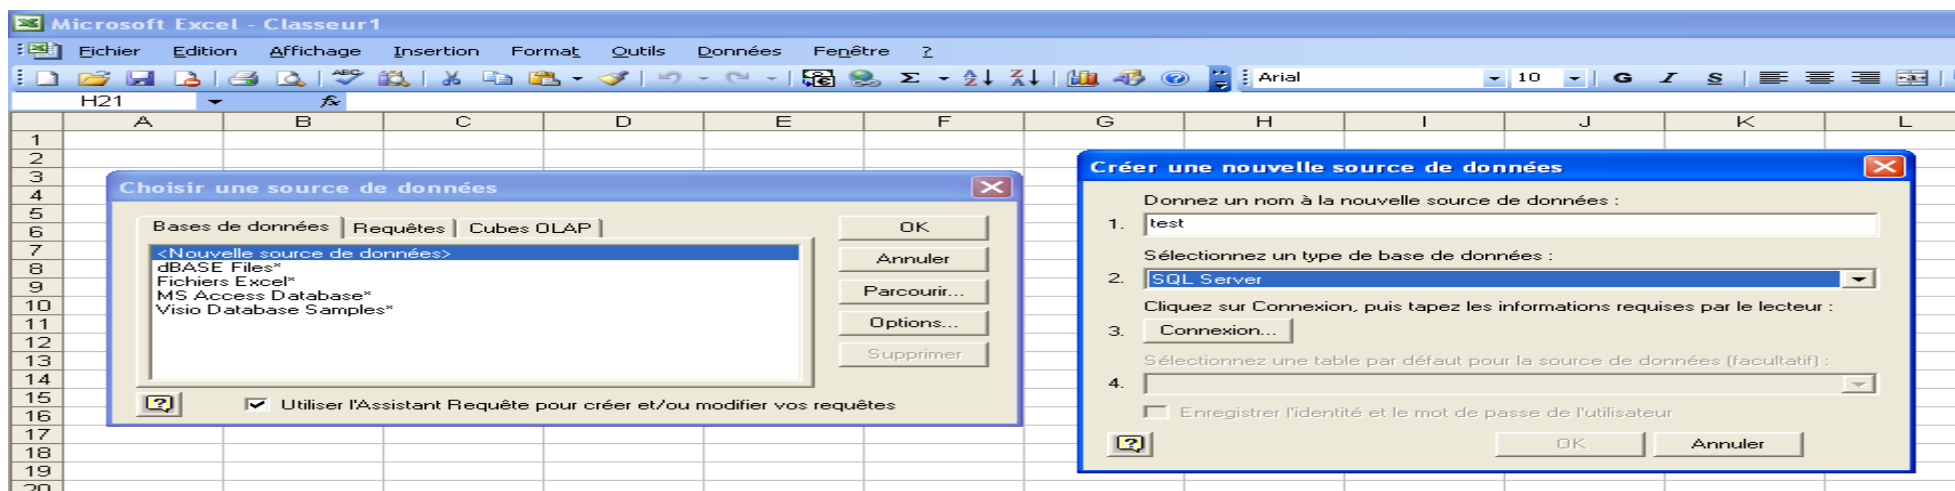 Microsoft Excel - Classeur1
Fichier Edition Affichage Insertion Format Outils Données Fenêtre ?
ABC Σ A Z Z A Arial 10 G I S
H21 fx
A B C D E F G H I J K L
1
2
3
4
5
6
7
8
9
10
11
12
13
14
15
16
17
18
19
20
Choisir une source de données
Bases de données Requêtes Cubes OLAP
<Nouvelle source de données>
dBASE Files*
Fichiers Excel*
MS Access Database*
Visio Database Samples*
OK
Annuler
Parcourir...
Options...
Supprimer
Utiliser l'Assistant Requête pour créer et/ou modifier vos requêtes
Créer une nouvelle source de données
Donnez un nom à la nouvelle source de données :
1. test
Sélectionnez un type de base de données :
2. SQL Server
Cliquez sur Connexion, puis tapez les informations requises par le lecteur :
3. Connexion...
Sélectionnez une table par défaut pour la source de données (facultatif) :
4.
Enregistrer l'identité et le mot de passe de l'utilisateur
OK Annuler